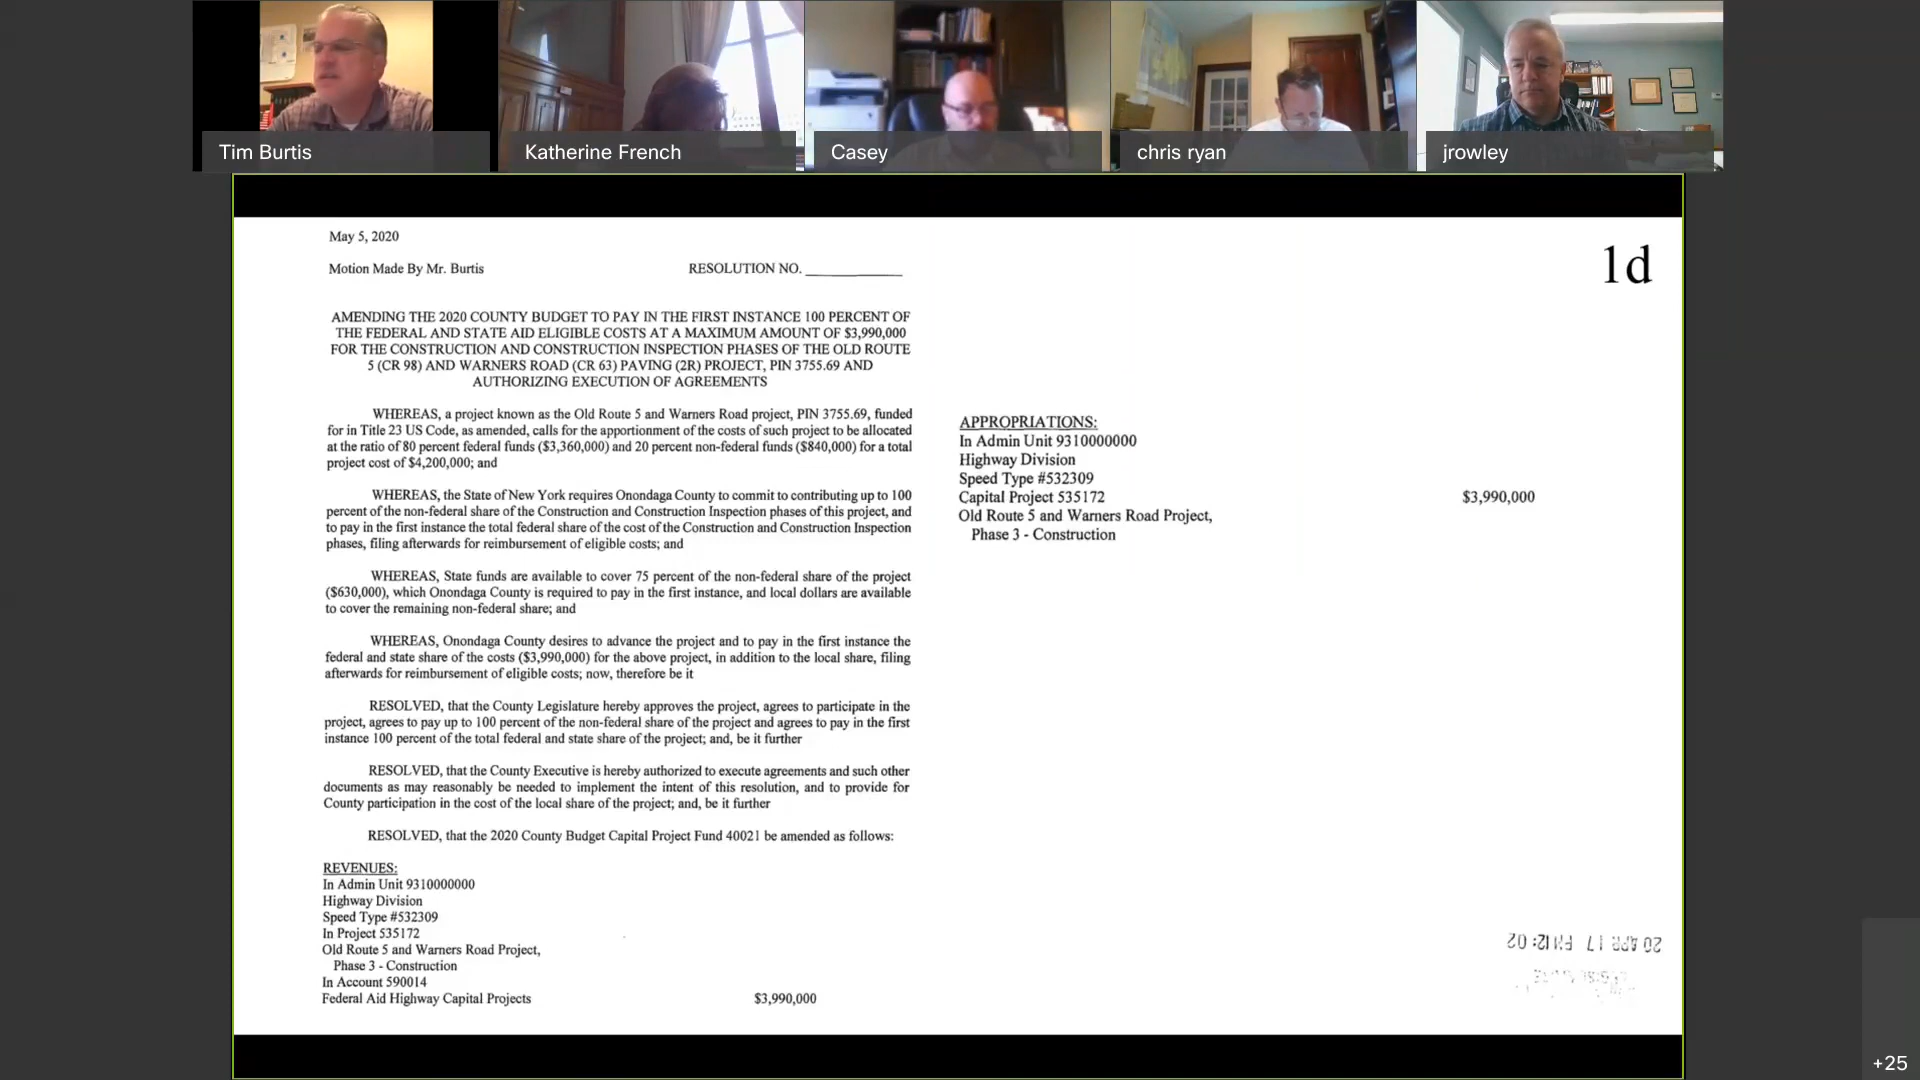 Tim Burtis
Katherine French
Casey
chris ryan
jrowley
May 5, 2020
Motion Made By Mr. Burtis
RESOLUTION NO. ______________
1d
AMENDING THE 2020 COUNTY BUDGET TO PAY IN THE FIRST INSTANCE 100 PERCENT OF
THE FEDERAL AND STATE AID ELIGIBLE COSTS AT A MAXIMUM AMOUNT OF $3,990,000
FOR THE CONSTRUCTION AND CONSTRUCTION INSPECTION PHASES OF THE OLD ROUTE
5 (CR 98) AND WARNERS ROAD (CR 63) PAVING (2R) PROJECT, PIN 3755.69 AND
AUTHORIZING EXECUTION OF AGREEMENTS
WHEREAS, a project known as the Old Route 5 and Warners Road project, PIN 3755.69, funded
for in Title 23 US Code, as amended, calls for the apportionment of the costs of such project to be allocated
at the ratio of 80 percent federal funds ($3,360,000) and 20 percent non-federal funds ($840,000) for a total
project cost of $4,200,000; and
WHEREAS, the State of New York requires Onondaga County to commit to contributing up to 100
percent of the non-federal share of the Construction and Construction Inspection phases of this project, and
to pay in the first instance the total federal share of the cost of the Construction and Construction Inspection
phases, filing afterwards for reimbursement of eligible costs; and
WHEREAS, State funds are available to cover 75 percent of the non-federal share of the project
($630,000), which Onondaga County is required to pay in the first instance, and local dollars are available
to cover the remaining non-federal share; and
WHEREAS, Onondaga County desires to advance the project and to pay in the first instance the
federal and state share of the costs ($3,990,000) for the above project, in addition to the local share, filing
afterwards for reimbursement of eligible costs; now, therefore be it
RESOLVED, that the County Legislature hereby approves the project, agrees to participate in the
project, agrees to pay up to 100 percent of the non-federal share of the project and agrees to pay in the first
instance 100 percent of the total federal and state share of the project; and, be it further
RESOLVED, that the County Executive is hereby authorized to execute agreements and such other
documents as may reasonably be needed to implement the intent of this resolution, and to provide for
County participation in the cost of the local share of the project; and, be it further
RESOLVED, that the 2020 County Budget Capital Project Fund 40021 be amended as follows:
REVENUES:
In Admin Unit 9310000000
Highway Division
Speed Type #532309
In Project 535172
Old Route 5 and Warners Road Project,
Phase 3 - Construction
In Account 590014
Federal Aid Highway Capital Projects $3,990,000
APPROPRIATIONS:
In Admin Unit 9310000000
Highway Division
Speed Type #532309
Capital Project 535172 $3,990,000
Old Route 5 and Warners Road Project,
Phase 3 - Construction
20 APR 17 PM 12:02
+25